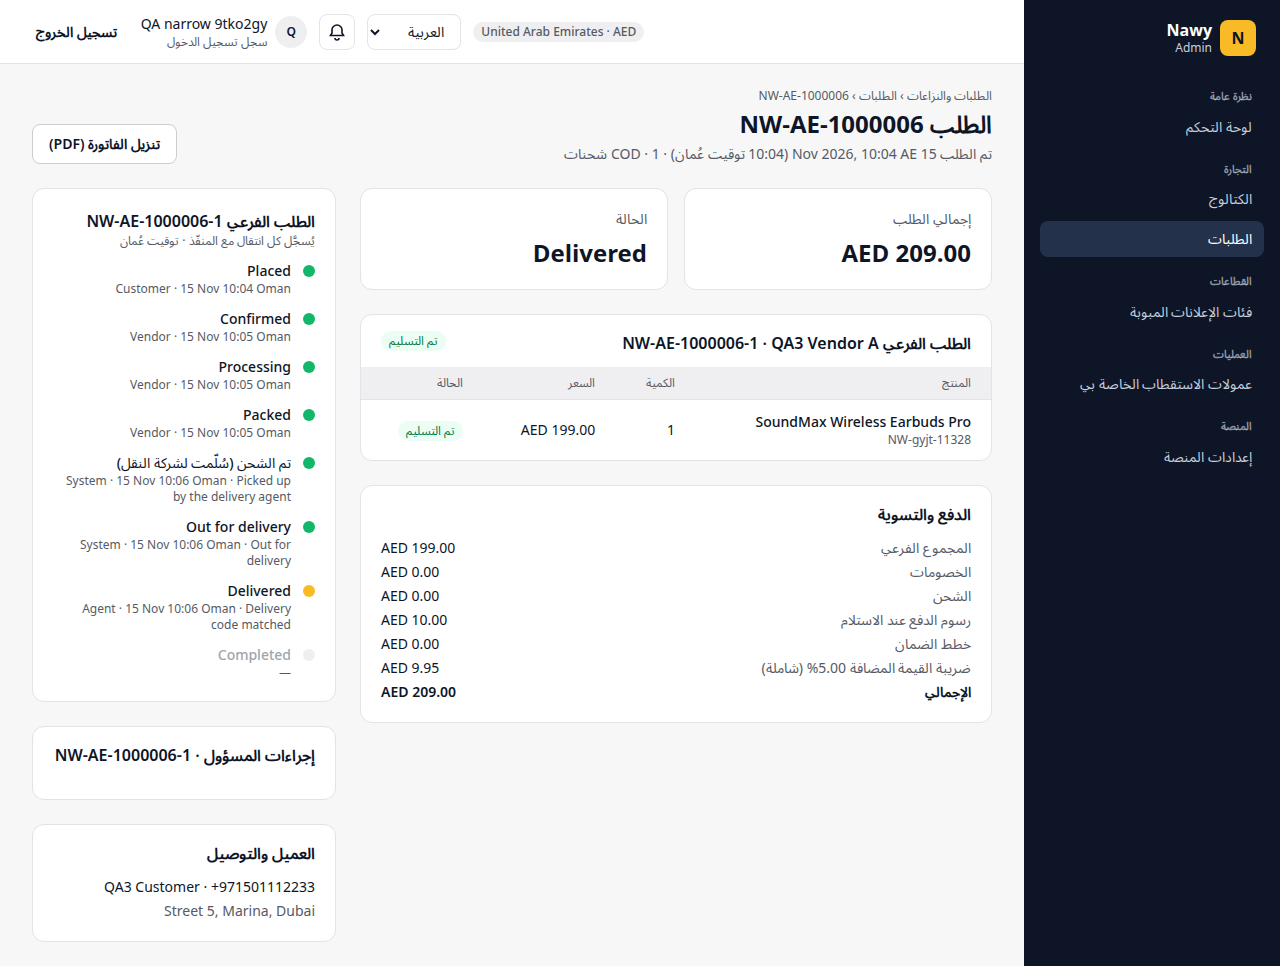 N
Nawy
Admin
نظرة عامة
لوحة التحكم
التجارة
الكتالوج
الطلبات
القطاعات
فئات الإعلانات المبوبة
العمليات
عمولات الاستقطاب الخاصة بي
المنصة
إعدادات المنصة
United Arab Emirates · AED
العربية
Q
QA narrow 9tko2gy
سجل تسجيل الدخول
تسجيل الخروج
الطلبات والنزاعات › الطلبات › NW-AE-1000006
الطلب NW-AE-1000006
تم الطلب 15 Nov 2026, 10:04 AE (10:04 توقيت عُمان) · COD · 1 شحنات
تنزيل الفاتورة (PDF)
إجمالي الطلب
AED 209.00
الحالة
Delivered
الطلب الفرعي NW-AE-1000006-1 · QA3 Vendor A
تم التسليم
المنتج الكمية السعر الحالة
SoundMax Wireless Earbuds Pro 1 AED 199.00 تم التسليم
NW-gyjt-11328
الدفع والتسوية
المجموع الفرعي AED 199.00
الخصومات AED 0.00
الشحن AED 0.00
رسوم الدفع عند الاستلام AED 10.00
خطط الضمان AED 0.00
ضريبة القيمة المضافة 5.00% (شاملة) AED 9.95
الإجمالي AED 209.00
الطلب الفرعي NW-AE-1000006-1
يُسجَّل كل انتقال مع المنفّذ · توقيت عُمان
Placed
Customer · 15 Nov 10:04 Oman
Confirmed
Vendor · 15 Nov 10:05 Oman
Processing
Vendor · 15 Nov 10:05 Oman
Packed
Vendor · 15 Nov 10:05 Oman
تم الشحن (سُلّمت لشركة النقل)
System · 15 Nov 10:06 Oman · Picked up
by the delivery agent
Out for delivery
System · 15 Nov 10:06 Oman · Out for
delivery
Delivered
Agent · 15 Nov 10:06 Oman · Delivery
code matched
Completed
—
إجراءات المسؤول · NW-AE-1000006-1
العميل والتوصيل
QA3 Customer · +971501112233
Street 5, Marina, Dubai